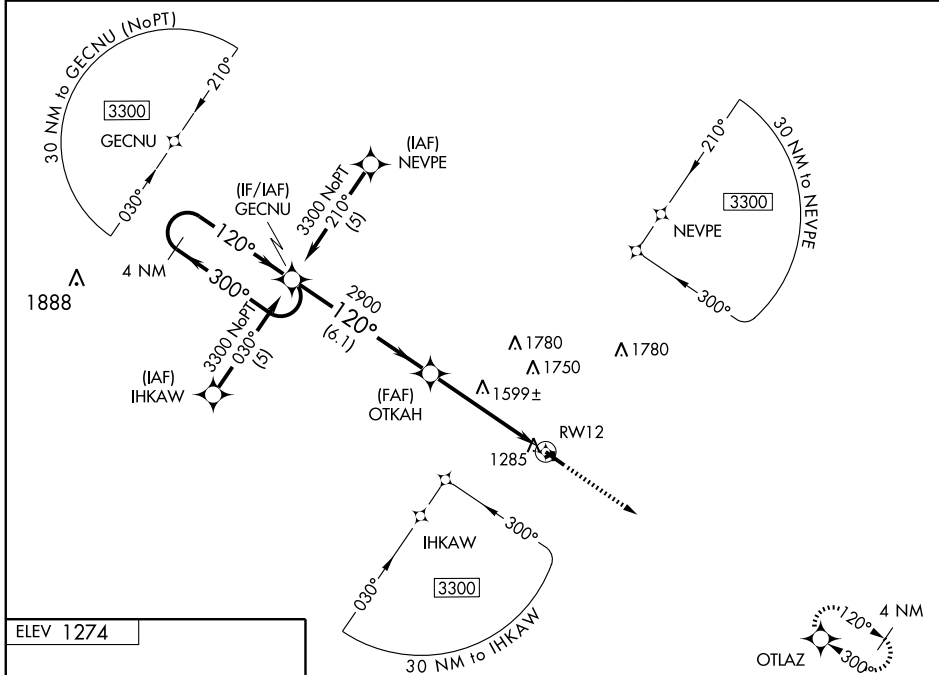 30 NM to GECNU (NoPT)
210°
3300
GECNU
030°
(IAF)
NEVPE
(IF/IAF)
GECNU
3300 NoPT
210°
(5)
120°
4 NM
300°
1888
3300 NoPT
030°
(5)
(IAF)
IHKAW
2900
120°
(6.1)
(FAF)
OTKAH
210°
30 NM to NEVPE
3300
NEVPE
300°
1780
1750
1780
1599±
RW12
1285
300°
IHKAW
030°
3300
30 NM to IHKAW
ELEV 1274
120°
4 NM
OTLAZ
300°